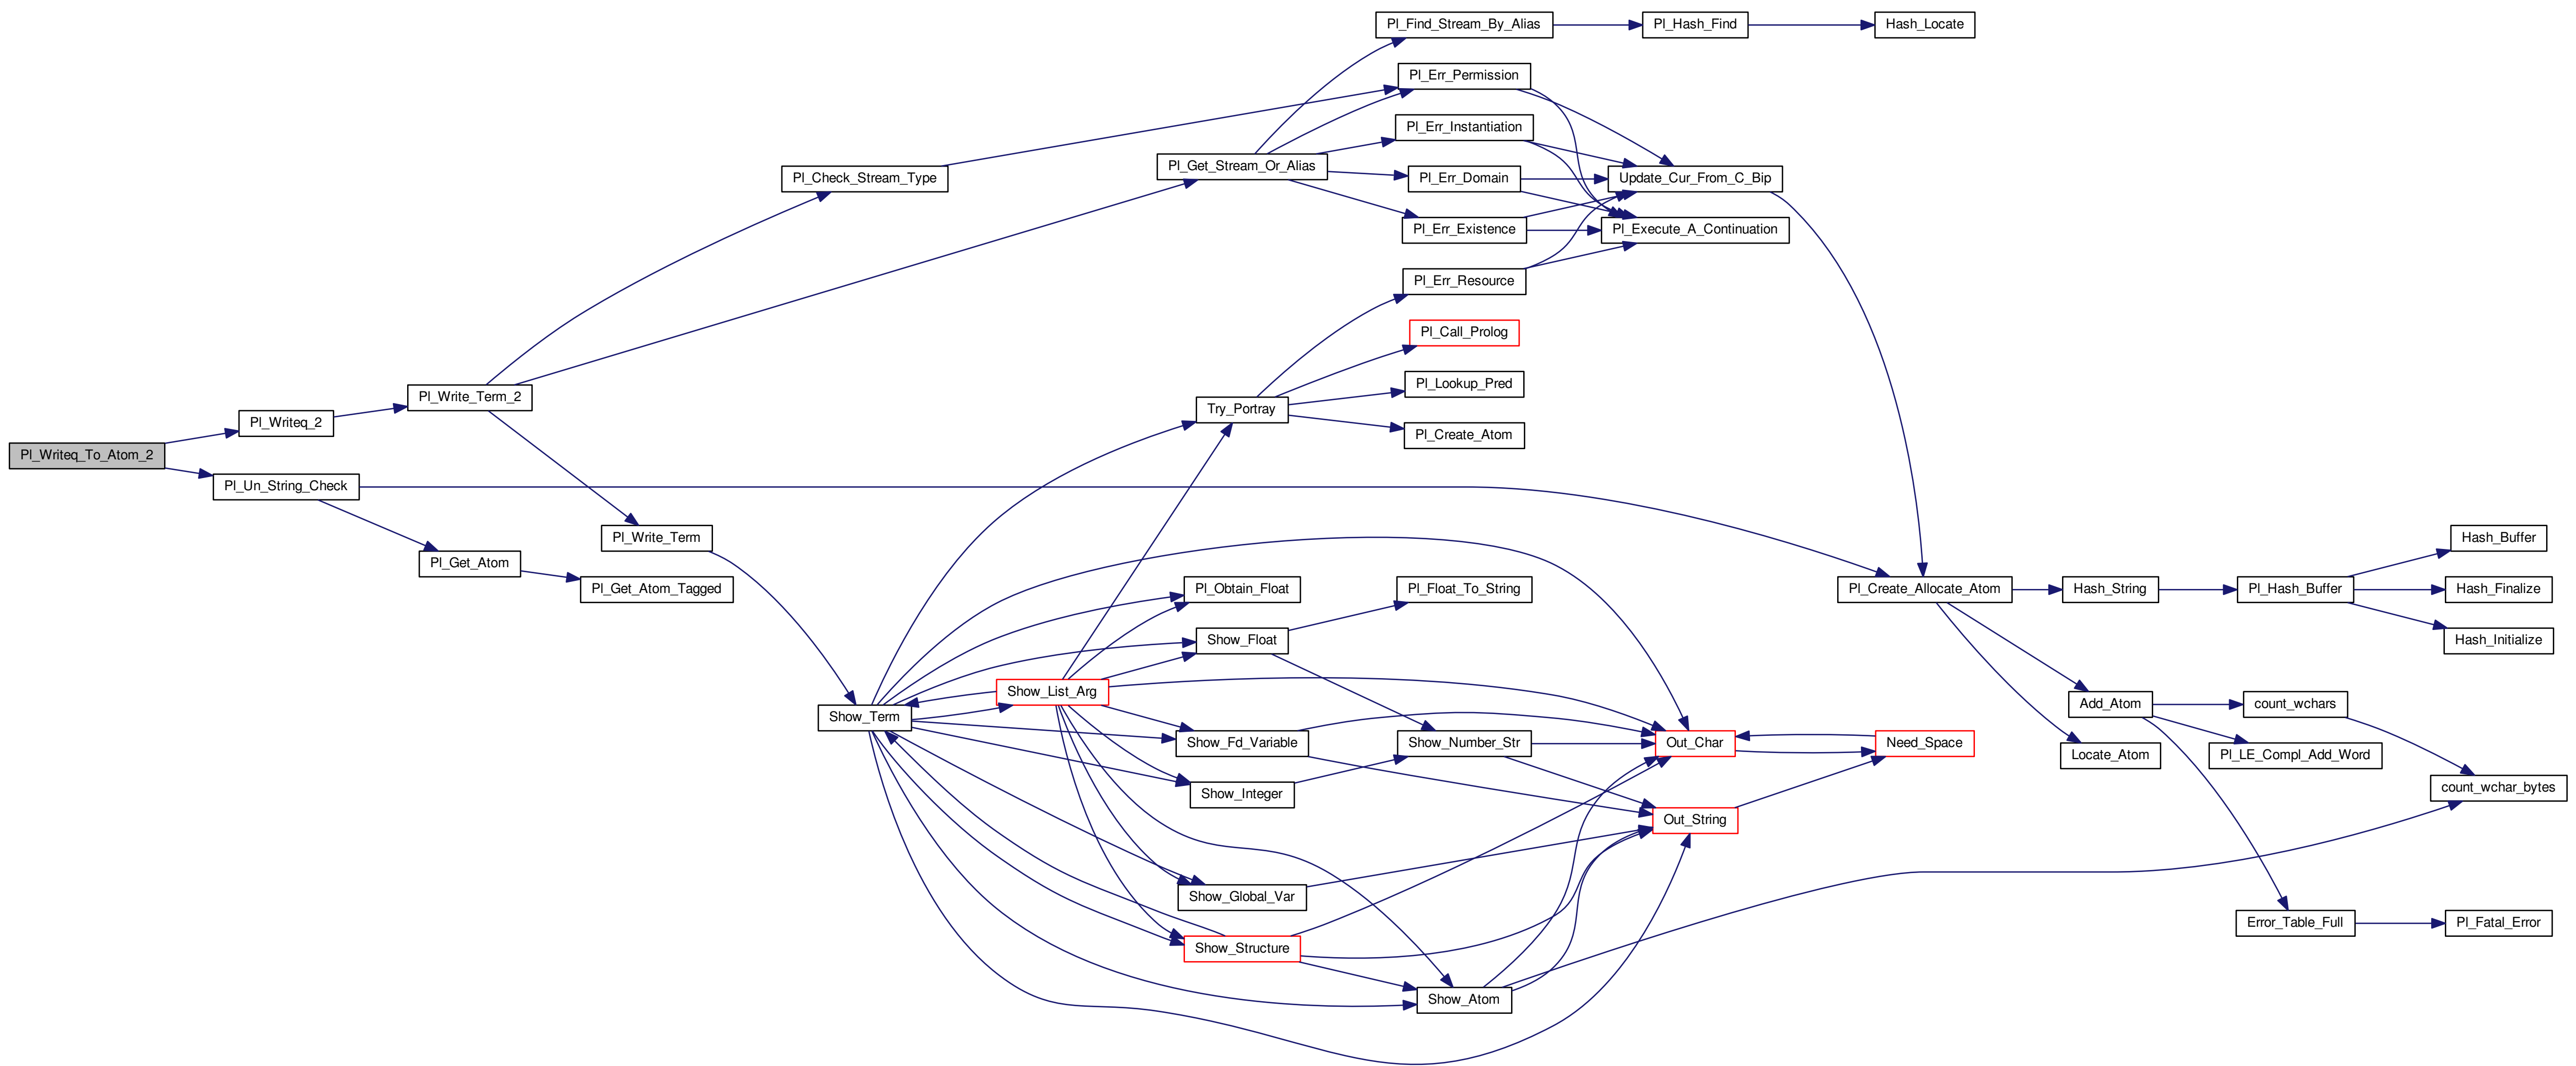 Pl_Find_Stream_By_Alias
Pl_Hash_Find
Hash_Locate
Pl_Err_Permission
Pl_Err_Instantiation
Pl_Get_Stream_Or_Alias
Pl_Check_Stream_Type
Pl_Err_Domain
Update_Cur_From_C_Bip
Pl_Err_Existence
Pl_Execute_A_Continuation
Pl_Err_Resource
Pl_Call_Prolog
Pl_Lookup_Pred
Pl_Write_Term_2
Try_Portray
Pl_Writeq_2
Pl_Create_Atom
Pl_Writeq_To_Atom_2
Pl_Un_String_Check
Pl_Write_Term
Hash_Buffer
Pl_Get_Atom
Pl_Get_Atom_Tagged
Pl_Obtain_Float
Pl_Float_To_String
Pl_Create_Allocate_Atom
Hash_String
Pl_Hash_Buffer
Hash_Finalize
Show_Float
Hash_Initialize
Show_List_Arg
Show_Term
Add_Atom
count_wchars
Show_Fd_Variable
Show_Number_Str
Out_Char
Need_Space
Locate_Atom
Pl_LE_Compl_Add_Word
Show_Integer
count_wchar_bytes
Out_String
Show_Global_Var
Error_Table_Full
Pl_Fatal_Error
Show_Structure
Show_Atom